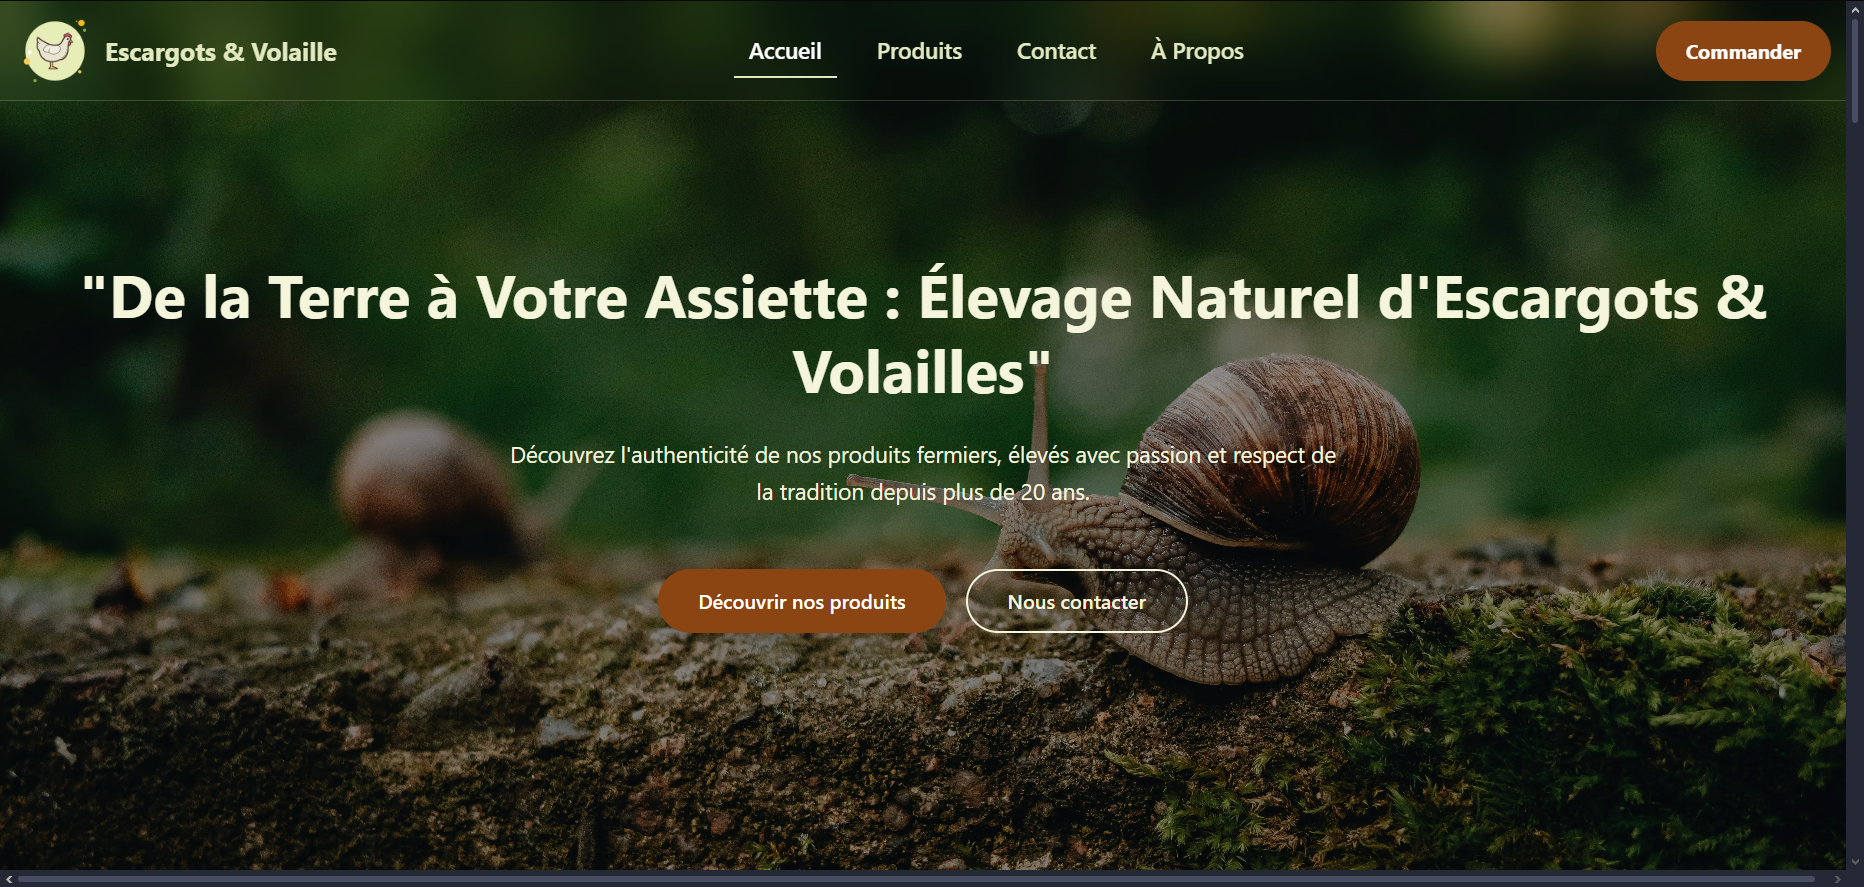 Escargots & Volaille
Accueil
Produits
Contact
À Propos
Commander
"De la Terre à Votre Assiette : Élevage Naturel d'Escargots &
Volailles"
Découvrez l'authenticité de nos produits fermiers, élevés avec passion et respect de
la tradition depuis plus de 20 ans.
Découvrir nos produits
Nous contacter